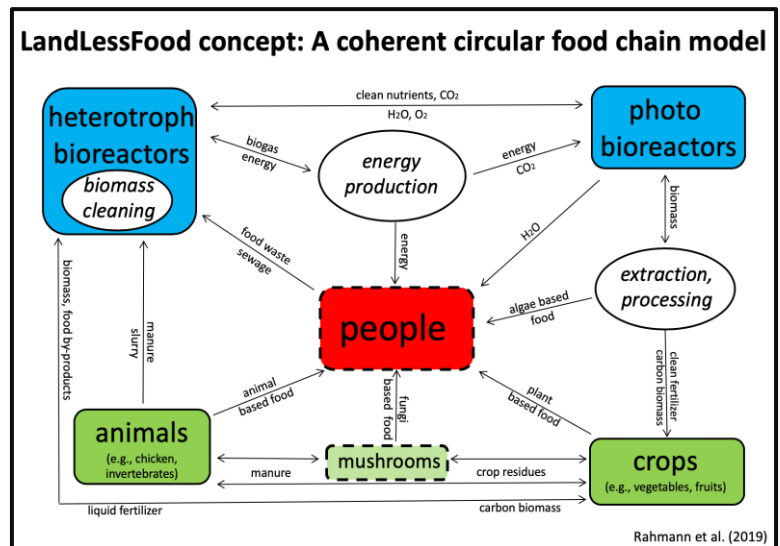 LandLessFood concept: A coherent circular food chain model
heterotroph
bioreactors
biomass
cleaning
clean nutrients, CO₂
H₂O, O₂
photo
bioreactors
biogas
energy
energy
production
energy
CO₂
biomass
food waste
sewage
energy
H₂O
extraction,
processing
biomass, food by-products
manure
slurry
people
algae based
food
clean fertilizer
carbon biomass
animal
based food
fungi
based food
plant
based food
animals
(e.g., chicken,
invertebrates)
mushrooms
crops
(e.g., vegetables, fruits)
manure
crop residues
liquid fertilizer
carbon biomass
Rahmann et al. (2019)